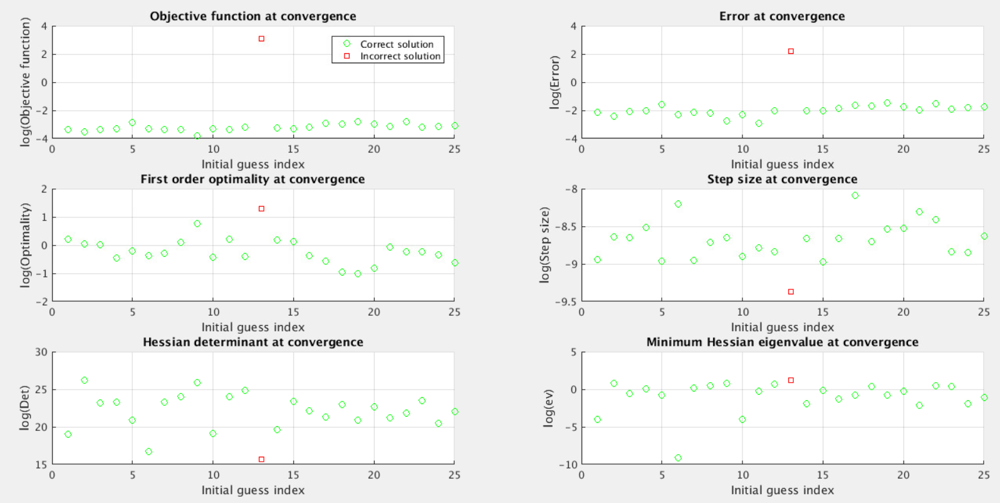 Objective function at convergence
log(Objective function)
4
2
0
−2
−4
0 5 10 15 20 25
Initial guess index
Correct solution
Incorrect solution
Error at convergence
log(Error)
4
2
0
−2
−4
0 5 10 15 20 25
Initial guess index
First order optimality at convergence
log(Optimality)
2
1
0
−1
−2
0 5 10 15 20 25
Initial guess index
Step size at convergence
log(Step size)
−8
−8.5
−9
−9.5
0 5 10 15 20 25
Initial guess index
Hessian determinant at convergence
log(Det)
30
25
20
15
0 5 10 15 20 25
Initial guess index
Minimum Hessian eigenvalue at convergence
log(ev)
5
0
−5
−10
0 5 10 15 20 25
Initial guess index